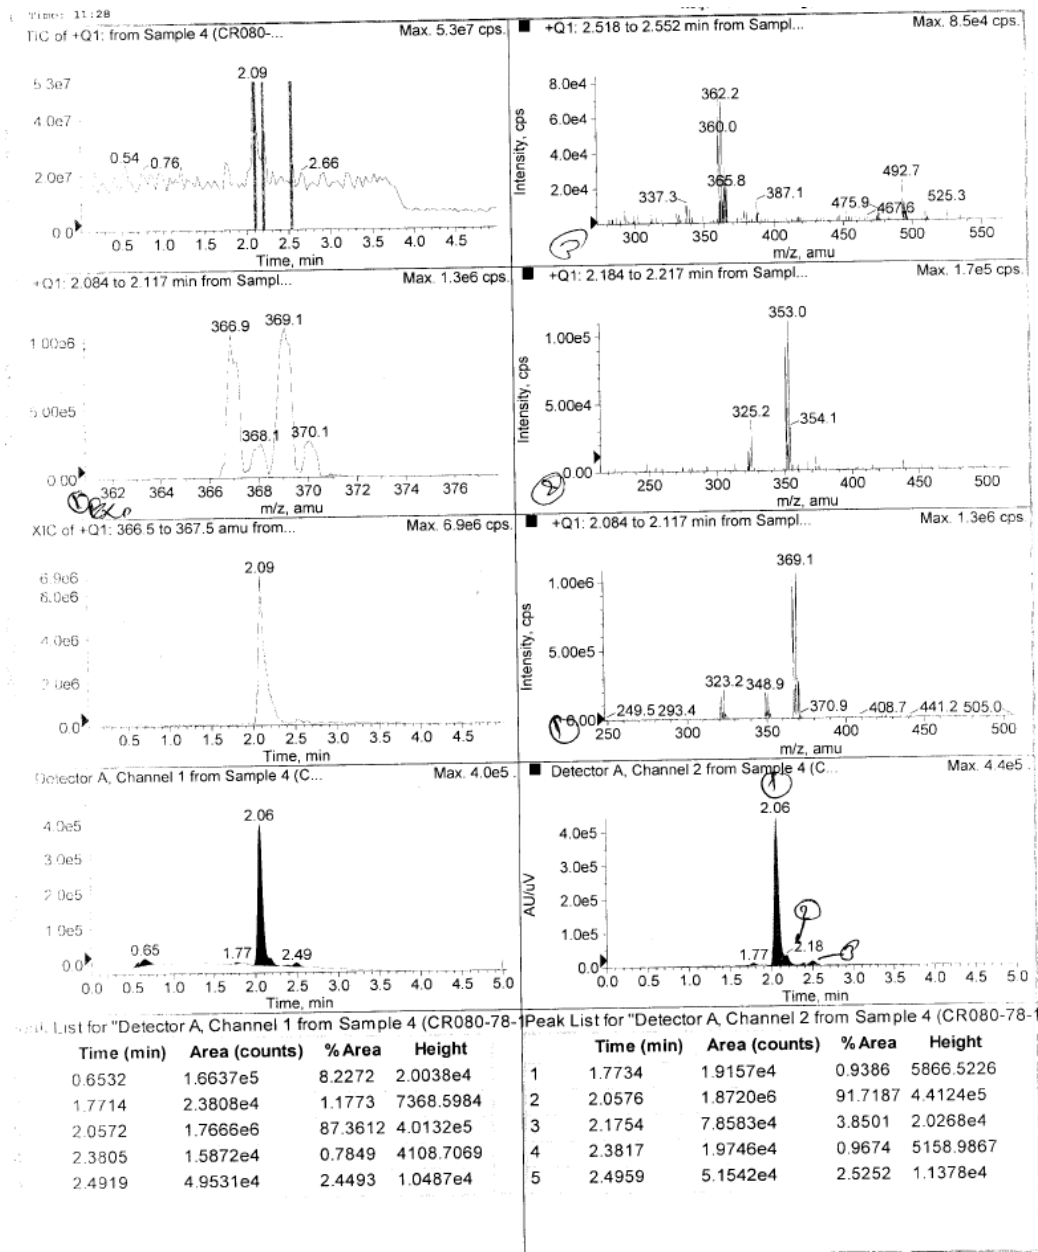 Time: 11:28
TIC of +Q1: from Sample 4 (CR080-... Max. 5.3e7 cps.
5.3e7
4.0e7
2.0e7
0.0
2.09
0.54
0.76
2.66
0.5 1.0 1.5 2.0 2.5 3.0 3.5 4.0 4.5
Time, min
+Q1: 2.518 to 2.552 min from Sampl... Max. 8.5e4 cps.
Intensity, cps
8.0e4
6.0e4
4.0e4
2.0e4
362.2
360.0
365.8
337.3
387.1
475.9
467.6
492.7
525.3
300 350 400 450 500 550
m/z, amu
3
+Q1: 2.084 to 2.117 min from Sampl... Max. 1.3e6 cps.
1.00e6
5.00e5
0.00
366.9
369.1
368.1
370.1
362 364 366 368 370 372 374 376
m/z, amu
1
+Q1: 2.184 to 2.217 min from Sampl... Max. 1.7e5 cps.
Intensity, cps
1.00e5
5.00e4
0.00
353.0
325.2
354.1
250 300 350 400 450 500
m/z, amu
2
XIC of +Q1: 366.5 to 367.5 amu from... Max. 6.9e6 cps.
6.9e6
6.0e6
4.0e6
2.0e6
0.0
2.09
0.5 1.0 1.5 2.0 2.5 3.0 3.5 4.0 4.5
Time, min
+Q1: 2.084 to 2.117 min from Sampl... Max. 1.3e6 cps
Intensity, cps
1.00e6
5.00e5
0.00
369.1
323.2
348.9
249.5
293.4
370.9
408.7
441.2
505.0
250 300 350 400 450 500
m/z, amu
1
Detector A, Channel 1 from Sample 4 (C... Max. 4.0e5
4.0e5
3.0e5
2.0e5
1.0e5
0.0
2.06
0.65
1.77
2.49
0.0 0.5 1.0 1.5 2.0 2.5 3.0 3.5 4.0 4.5 5.0
Time, min
Detector A, Channel 2 from Sample 4 (C... Max. 4.4e5
1
AU/uV
4.0e5
3.0e5
2.0e5
1.0e5
0.0
2.06
2
1.77
2.18
3
0.0 0.5 1.0 1.5 2.0 2.5 3.0 3.5 4.0 4.5 5.0
Time, min
List for "Detector A, Channel 1 from Sample 4 (CR080-78-1
Time (min) Area (counts) % Area Height
0.6532 1.6637e5 8.2272 2.0038e4
1.7714 2.3808e4 1.1773 7368.5984
2.0572 1.7666e6 87.3612 4.0132e5
2.3805 1.5872e4 0.7849 4108.7069
2.4919 4.9531e4 2.4493 1.0487e4
Peak List for "Detector A, Channel 2 from Sample 4 (CR080-78-1
Time (min) Area (counts) % Area Height
1 1.7734 1.9157e4 0.9386 5866.5226
2 2.0576 1.8720e6 91.7187 4.4124e5
3 2.1754 7.8583e4 3.8501 2.0268e4
4 2.3817 1.9746e4 0.9674 5158.9867
5 2.4959 5.1542e4 2.5252 1.1378e4